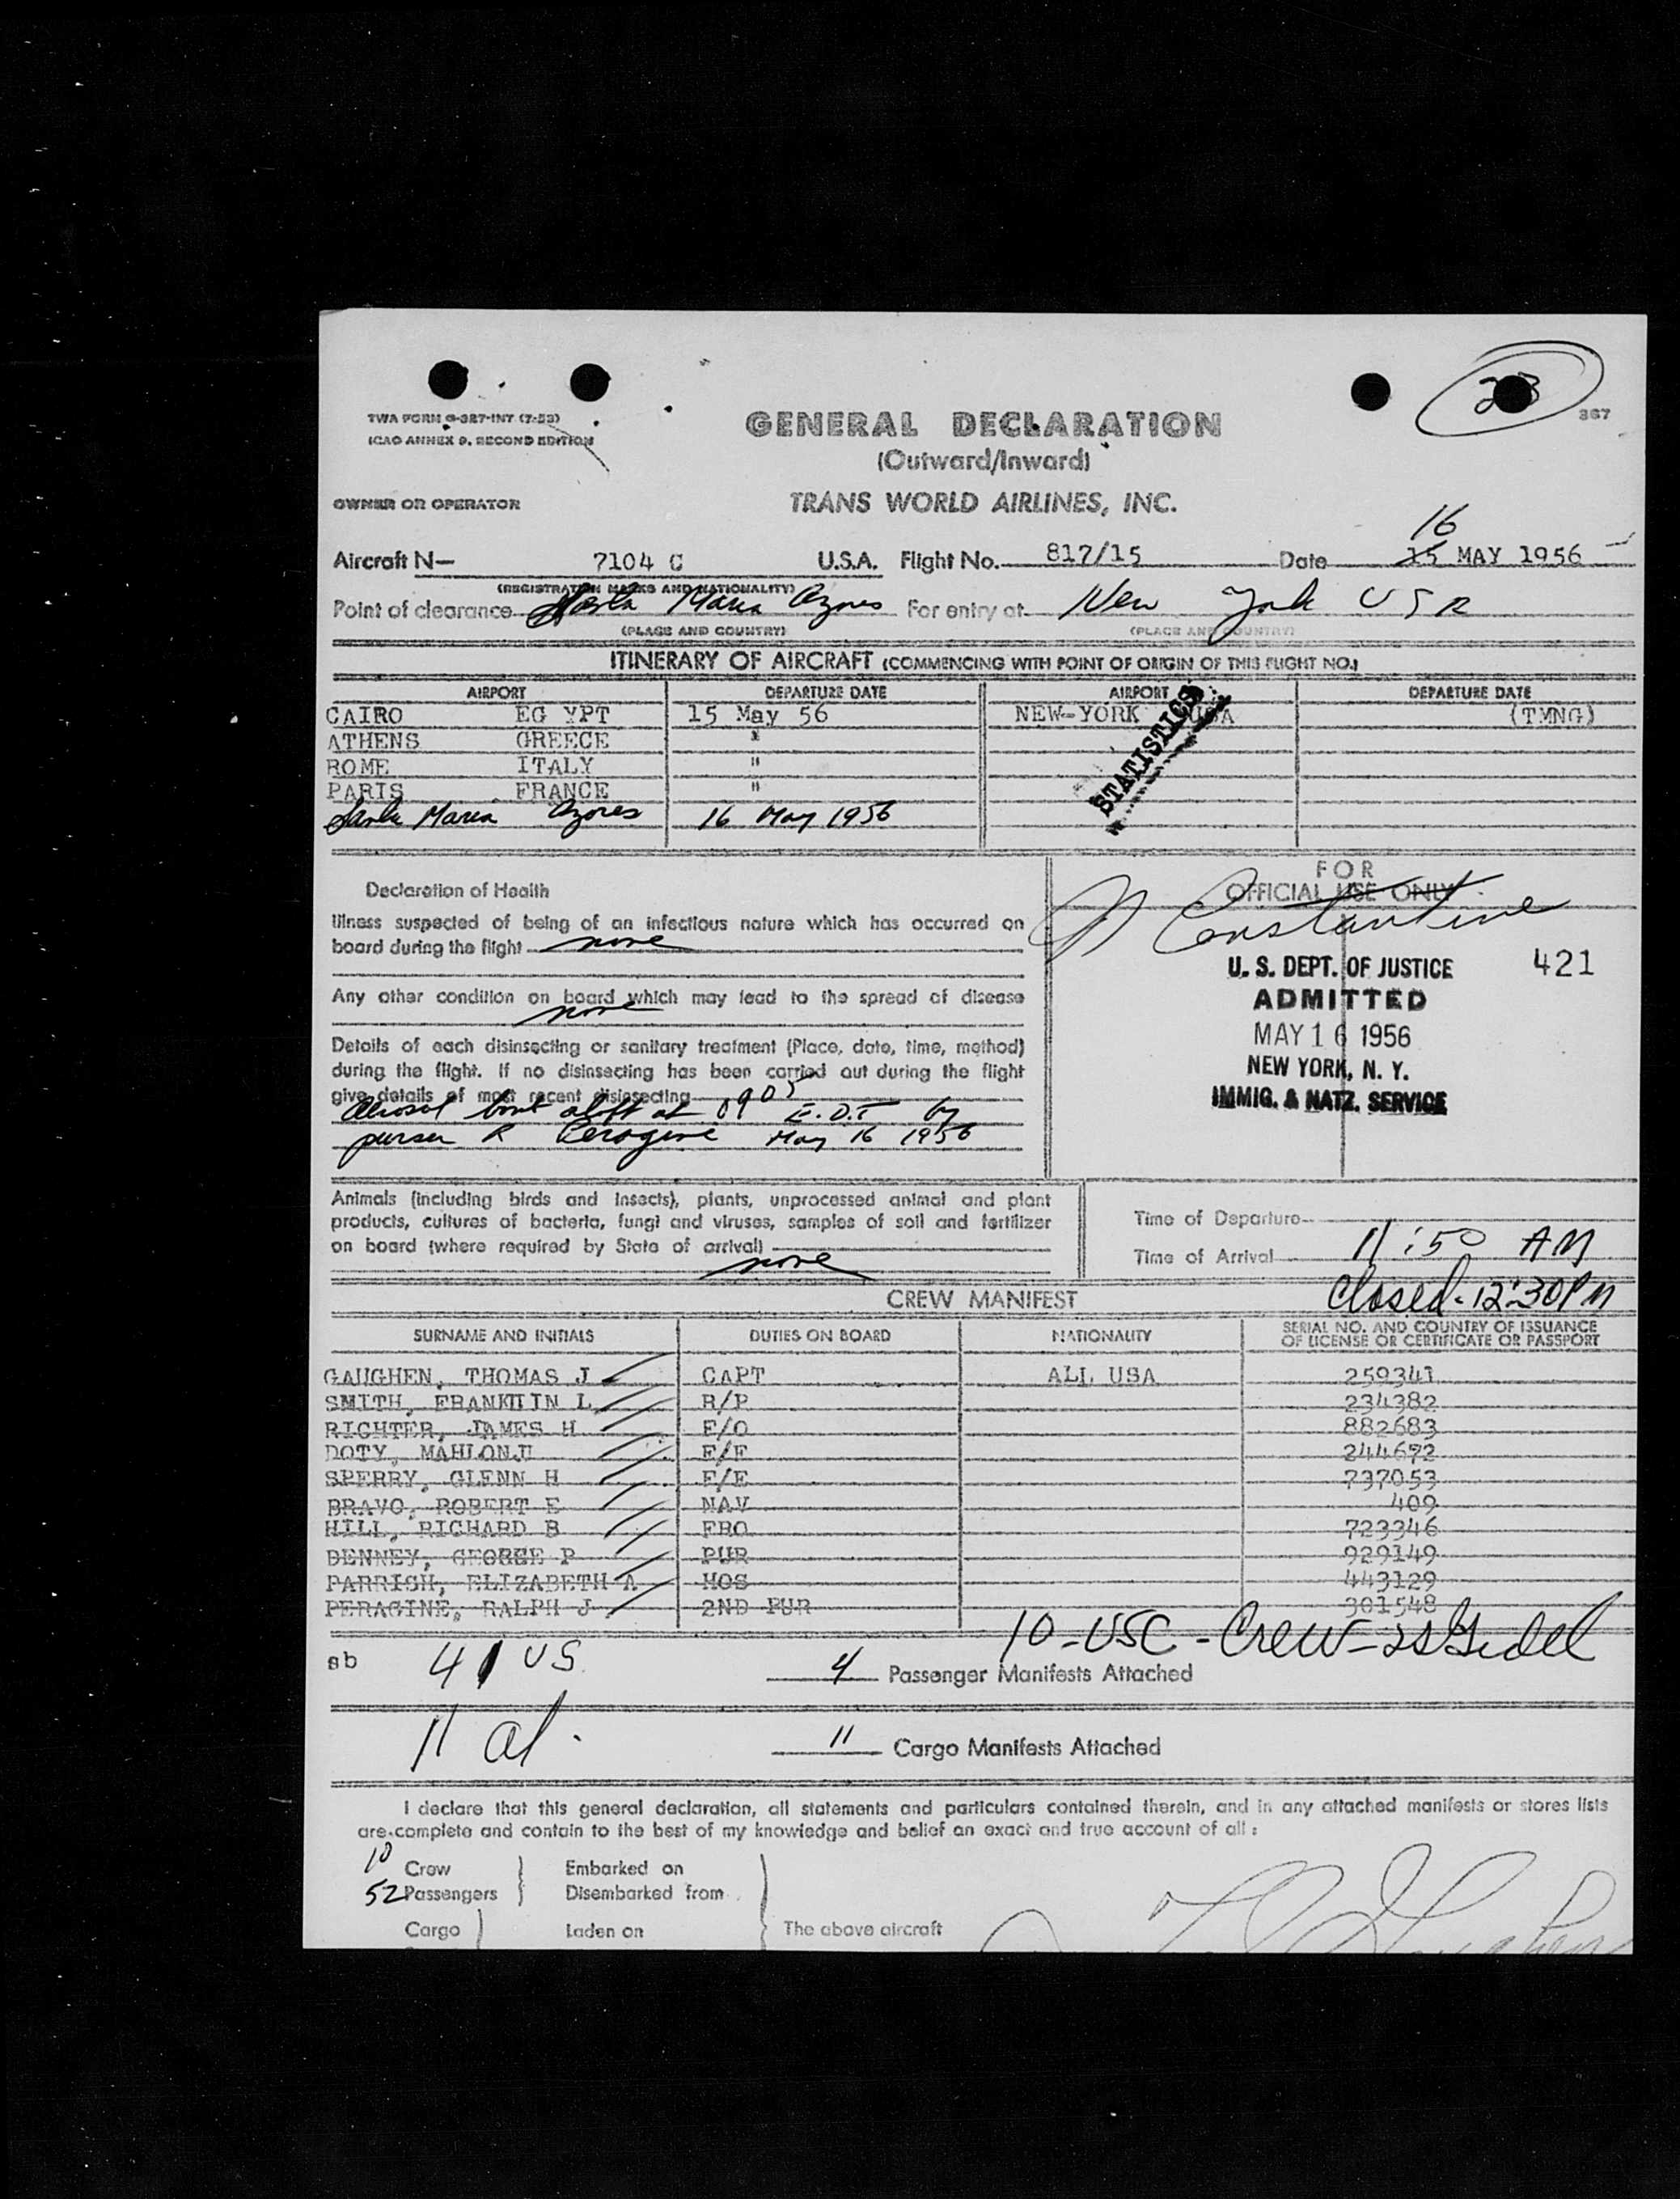 23
367
TWA FORM O-327-INT (7-53)
ICAO ANNEX 9, SECOND EDITION
GENERAL DECLARATION
(Outward/Inward)
OWNER OR OPERATOR TRANS WORLD AIRLINES, INC.
16
Aircraft N— 7104 C U.S.A. Flight No. 817/15 Date 15 MAY 1956
(REGISTRATION MARKS AND NATIONALITY)
Point of clearance Santa Maria Azores For entry at New York USA
(PLACE AND COUNTRY) (PLACE AND COUNTRY)
ITINERARY OF AIRCRAFT (COMMENCING WITH POINT OF ORIGIN OF THIS FLIGHT NO.)
AIRPORT DEPARTURE DATE AIRPORT DEPARTURE DATE
CAIRO EG YPT 15 May 56 NEW-YORK USA (TMNG)
ATHENS GREECE "
ROME ITALY "
PARIS FRANCE "
Santa Maria Azores 16 May 1956
STATISTICS
FOR
OFFICIAL USE ONLY
Constantine
Declaration of Health
Illness suspected of being of an infectious nature which has occurred on
board during the flight none
Any other condition on board which may lead to the spread of disease
none
Details of each disinsecting or sanitary treatment (Place, date, time, method)
during the flight. If no disinsecting has been carried out during the flight
give details of most recent disinsecting
Aerosol bomb aloft at 0905 E.D.T by
purser R Peragine May 16 1956
U. S. DEPT. OF JUSTICE 421
ADMITTED
MAY 16 1956
NEW YORK, N. Y.
IMMIG. & NATZ. SERVICE
Animals (including birds and insects), plants, unprocessed animal and plant
products, cultures of bacteria, fungi and viruses, samples of soil and fertilizer
on board (where required by State of arrival)
none
Time of Departure
Time of Arrival 11:50 AM
Closed - 12:30PM
CREW MANIFEST
SURNAME AND INITIALS DUTIES ON BOARD NATIONALITY SERIAL NO. AND COUNTRY OF ISSUANCE
OF LICENSE OR CERTIFICATE OR PASSPORT
GAUGHEN, THOMAS J CAPT ALL USA 259341
SMITH, FRANKLIN L R/P 234382
RICHTER, JAMES H F/O 882683
DOTY, MAHLON U F/E 244672
SPERRY, GLENN H F/E 737053
BRAVO, ROBERT E NAV 409
HILL, RICHARD B FRO 723346
DENNEY, GEORGE P PUR 929149
PARRISH, ELIZABETH A HOS 443129
PERAGINE, RALPH J 2ND PUR 301548
10-USC-Crew-
sb 41 US 4 Passenger Manifests Attached
11 al. 11 Cargo Manifests Attached
I declare that this general declaration, all statements and particulars contained therein, and in any attached manifests or stores lists
are complete and contain to the best of my knowledge and belief an exact and true account of all :
10 Crew Embarked on
52 Passengers Disembarked from
Cargo Laden on The above aircraft